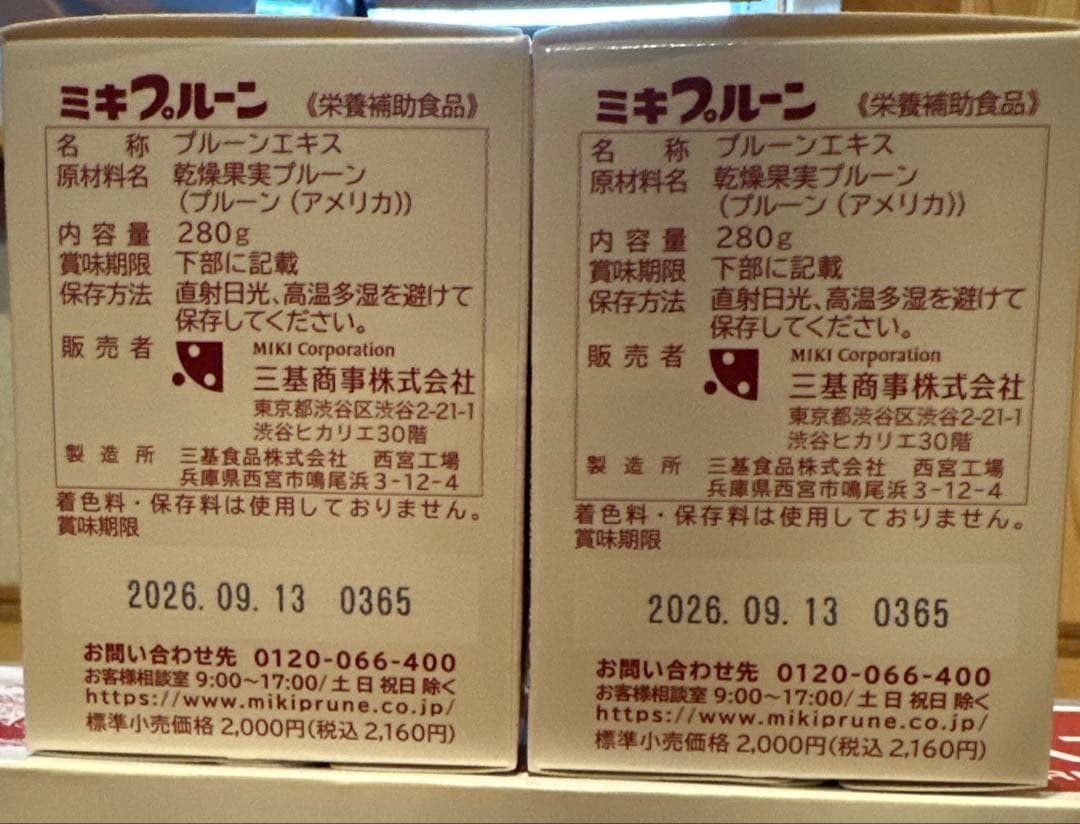 ミキプルーン 《栄養補助食品》
名称 プルーンエキス
原材料名 乾燥果実プルーン
(プルーン(アメリカ))
内容量 280g
賞味期限 下部に記載
保存方法 直射日光、高温多湿を避けて
保存してください。
販売者 MIKI Corporation
三基商事株式会社
東京都渋谷区渋谷2-21-1
渋谷ヒカリエ30階
製造所 三基食品株式会社 西宮工場
兵庫県西宮市鳴尾浜3-12-4
着色料・保存料は使用しておりません。
賞味期限
2026.09.13 0365
お問い合わせ先 0120-066-400
お客様相談室 9:00～17:00/土日祝日除く
https://www.mikiprune.co.jp/
標準小売価格 2,000円(税込 2,160円)
ミキプルーン 《栄養補助食品》
名称 プルーンエキス
原材料名 乾燥果実プルーン
(プルーン(アメリカ))
内容量 280g
賞味期限 下部に記載
保存方法 直射日光、高温多湿を避けて
保存してください。
販売者 MIKI Corporation
三基商事株式会社
東京都渋谷区渋谷2-21-1
渋谷ヒカリエ30階
製造所 三基食品株式会社 西宮工場
兵庫県西宮市鳴尾浜3-12-4
着色料・保存料は使用しておりません。
賞味期限
2026.09.13 0365
お問い合わせ先 0120-066-400
お客様相談室 9:00～17:00/土日祝日除く
https://www.mikiprune.co.jp/
標準小売価格 2,000円(税込 2,160円)